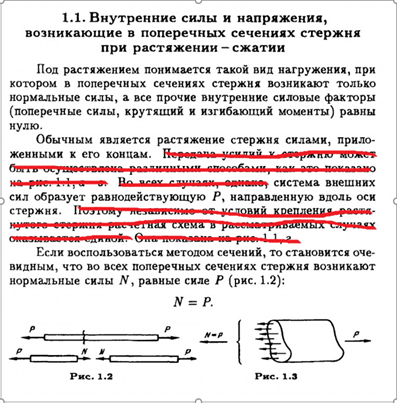 1.1. Внутренние силы и напряжения,
возникающие в поперечных сечениях стержня
при растяжении – сжатии
Под растяжением понимается такой вид нагружения, при
котором в поперечных сечениях стержня возникают только
нормальные силы, а все прочие внутренние силовые факторы
(поперечные силы, крутящий и изгибающий моменты) равны
нулю.
Обычным является растяжение стержня силами, прило-
женными к его концам. Передача усилий к стержню может
быть осуществлена различными способами, как это показано
на рис. 1.1, а – в. Во всех случаях, однако, система внешних
сил образует равнодействующую P, направленную вдоль оси
стержня. Поэтому независимо от условий крепления растя-
нутого стержня расчетная схема в рассматриваемых случаях
оказывается единой. Она показана на рис. 1.1, г.
Если воспользоваться методом сечений, то становится оче-
видным, что во всех поперечных сечениях стержня возникают
нормальные силы N, равные силе P (рис. 1.2):
N = P.
P P
P N N P
N=P P
Рис. 1.2 Рис. 1.3